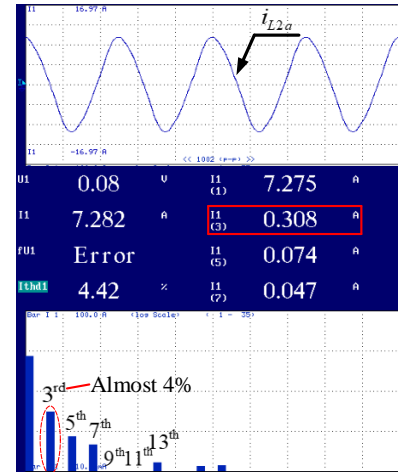 I1 16.97 A
iL2a
I1 -16.97 A
<< 1002 (p-p) >>
U1 0.08 V I1 (1) 7.275 A
I1 7.282 A I1 (3) 0.308 A
fU1 Error I1 (5) 0.074 A
Ithd1 4.42 % I1 (7) 0.047 A
Bar I 1 100.0 A (log Scale) ( 1 - 35)
3rd Almost 4%
5th 7th 9th 11th 13th